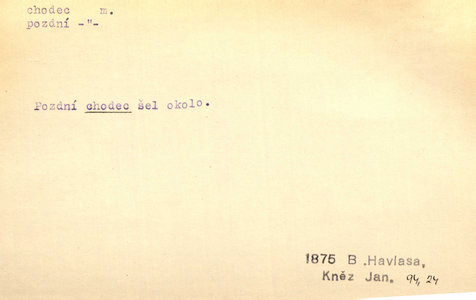 chodec m.
pozdní -"-
Pozdní chodec šel okolo.
1875 B .Havlasa,
Kněz Jan. 94, 24